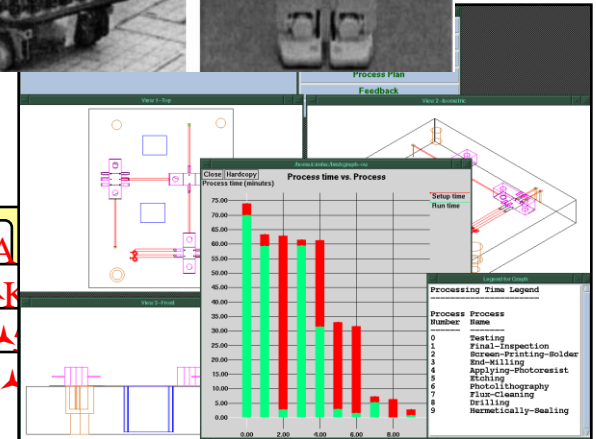 Process Plan
Feedback
View 1-Top
View 2-Isometric
Close Hardcopy
Process time vs. Process
Process time (minutes)
Setup time
Run time
75.00
70.00
65.00
60.00
55.00
50.00
45.00
40.00
35.00
30.00
25.00
20.00
15.00
10.00
5.00
0.00
0.00 2.00 4.00 6.00 8.00
View 3-Front
Legend for Graph
Processing Time Legend
Process Process
Number Name
0 Testing
1 Final-Inspection
2 Screen-Printing-Solder
3 End-Milling
4 Applying-Photoresist
5 Etching
6 Photolithography
7 Flux-Cleaning
8 Drilling
9 Hermetically-Sealing